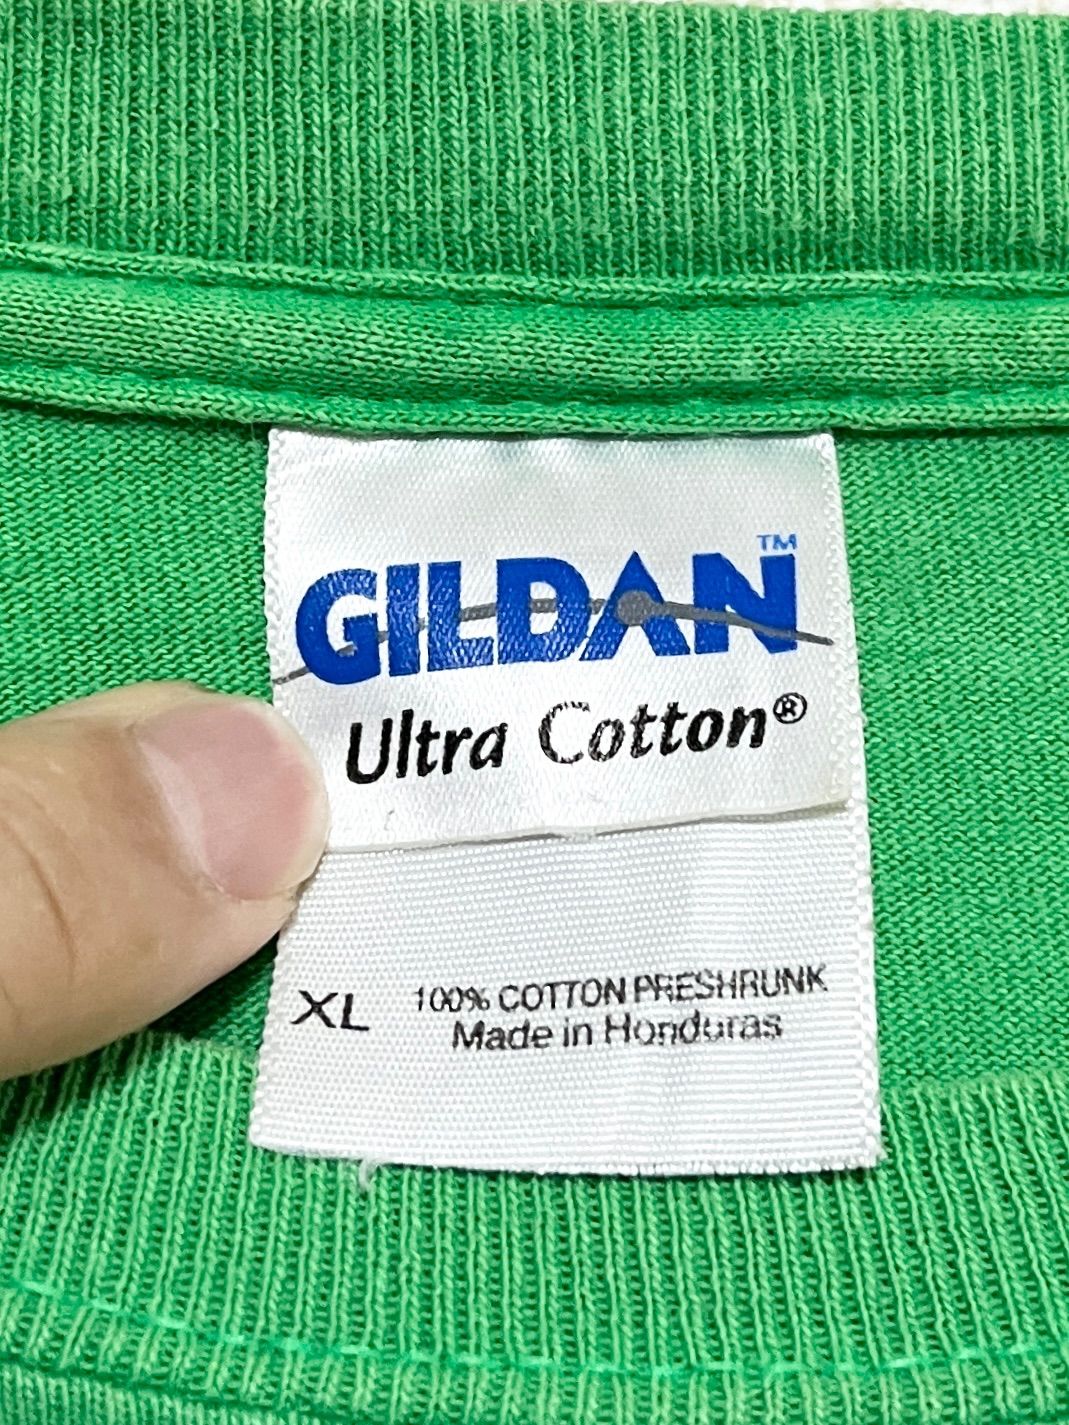 GILDAN™
Ultra Cotton®
XL 100% COTTON PRESHRUNK
Made in Honduras